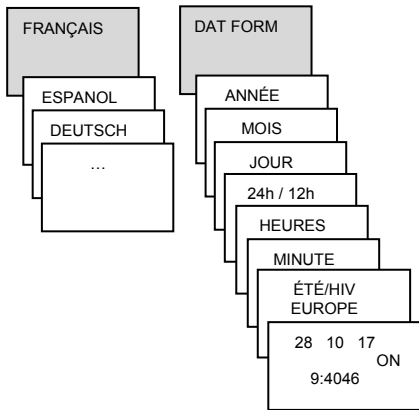 FRANÇAIS
ESPANOL
DEUTSCH
…
DAT FORM
ANNÉE
MOIS
JOUR
24h / 12h
HEURES
MINUTE
ÉTÉ/HIV
EUROPE
28 10 17
ON
9:4046